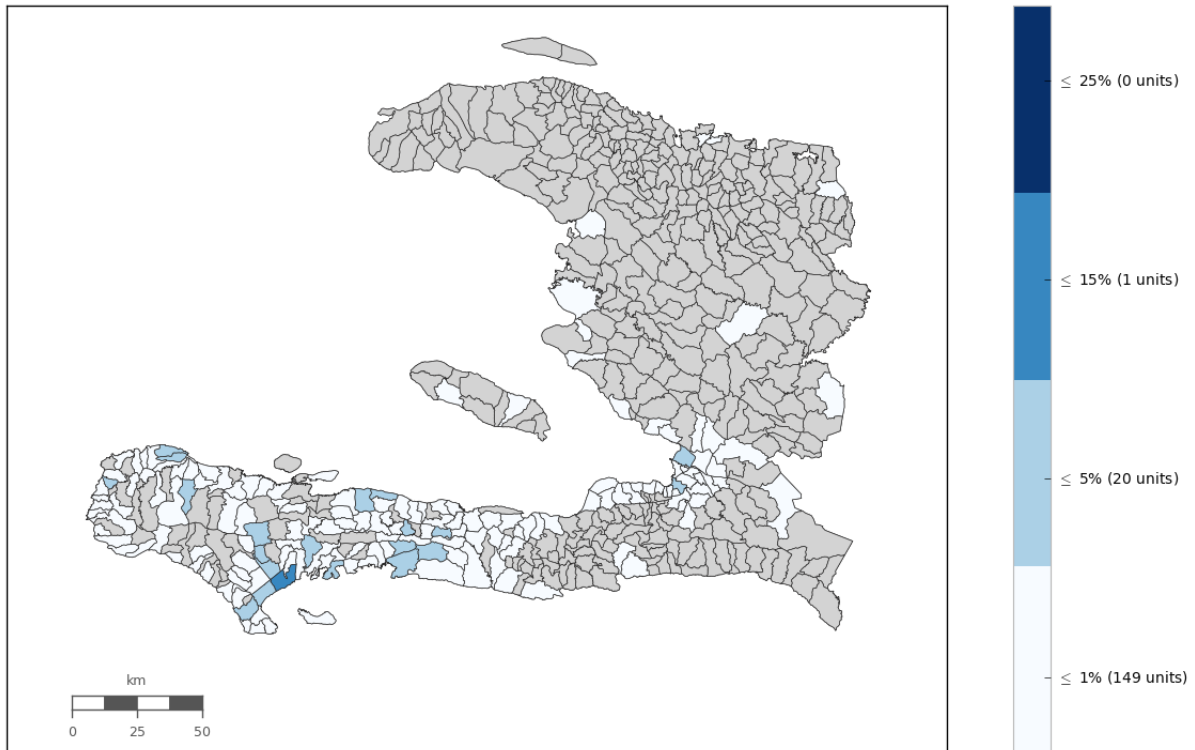 ≤ 25% (0 units)
≤ 15% (1 units)
≤ 5% (20 units)
≤ 1% (149 units)
km
0 25 50